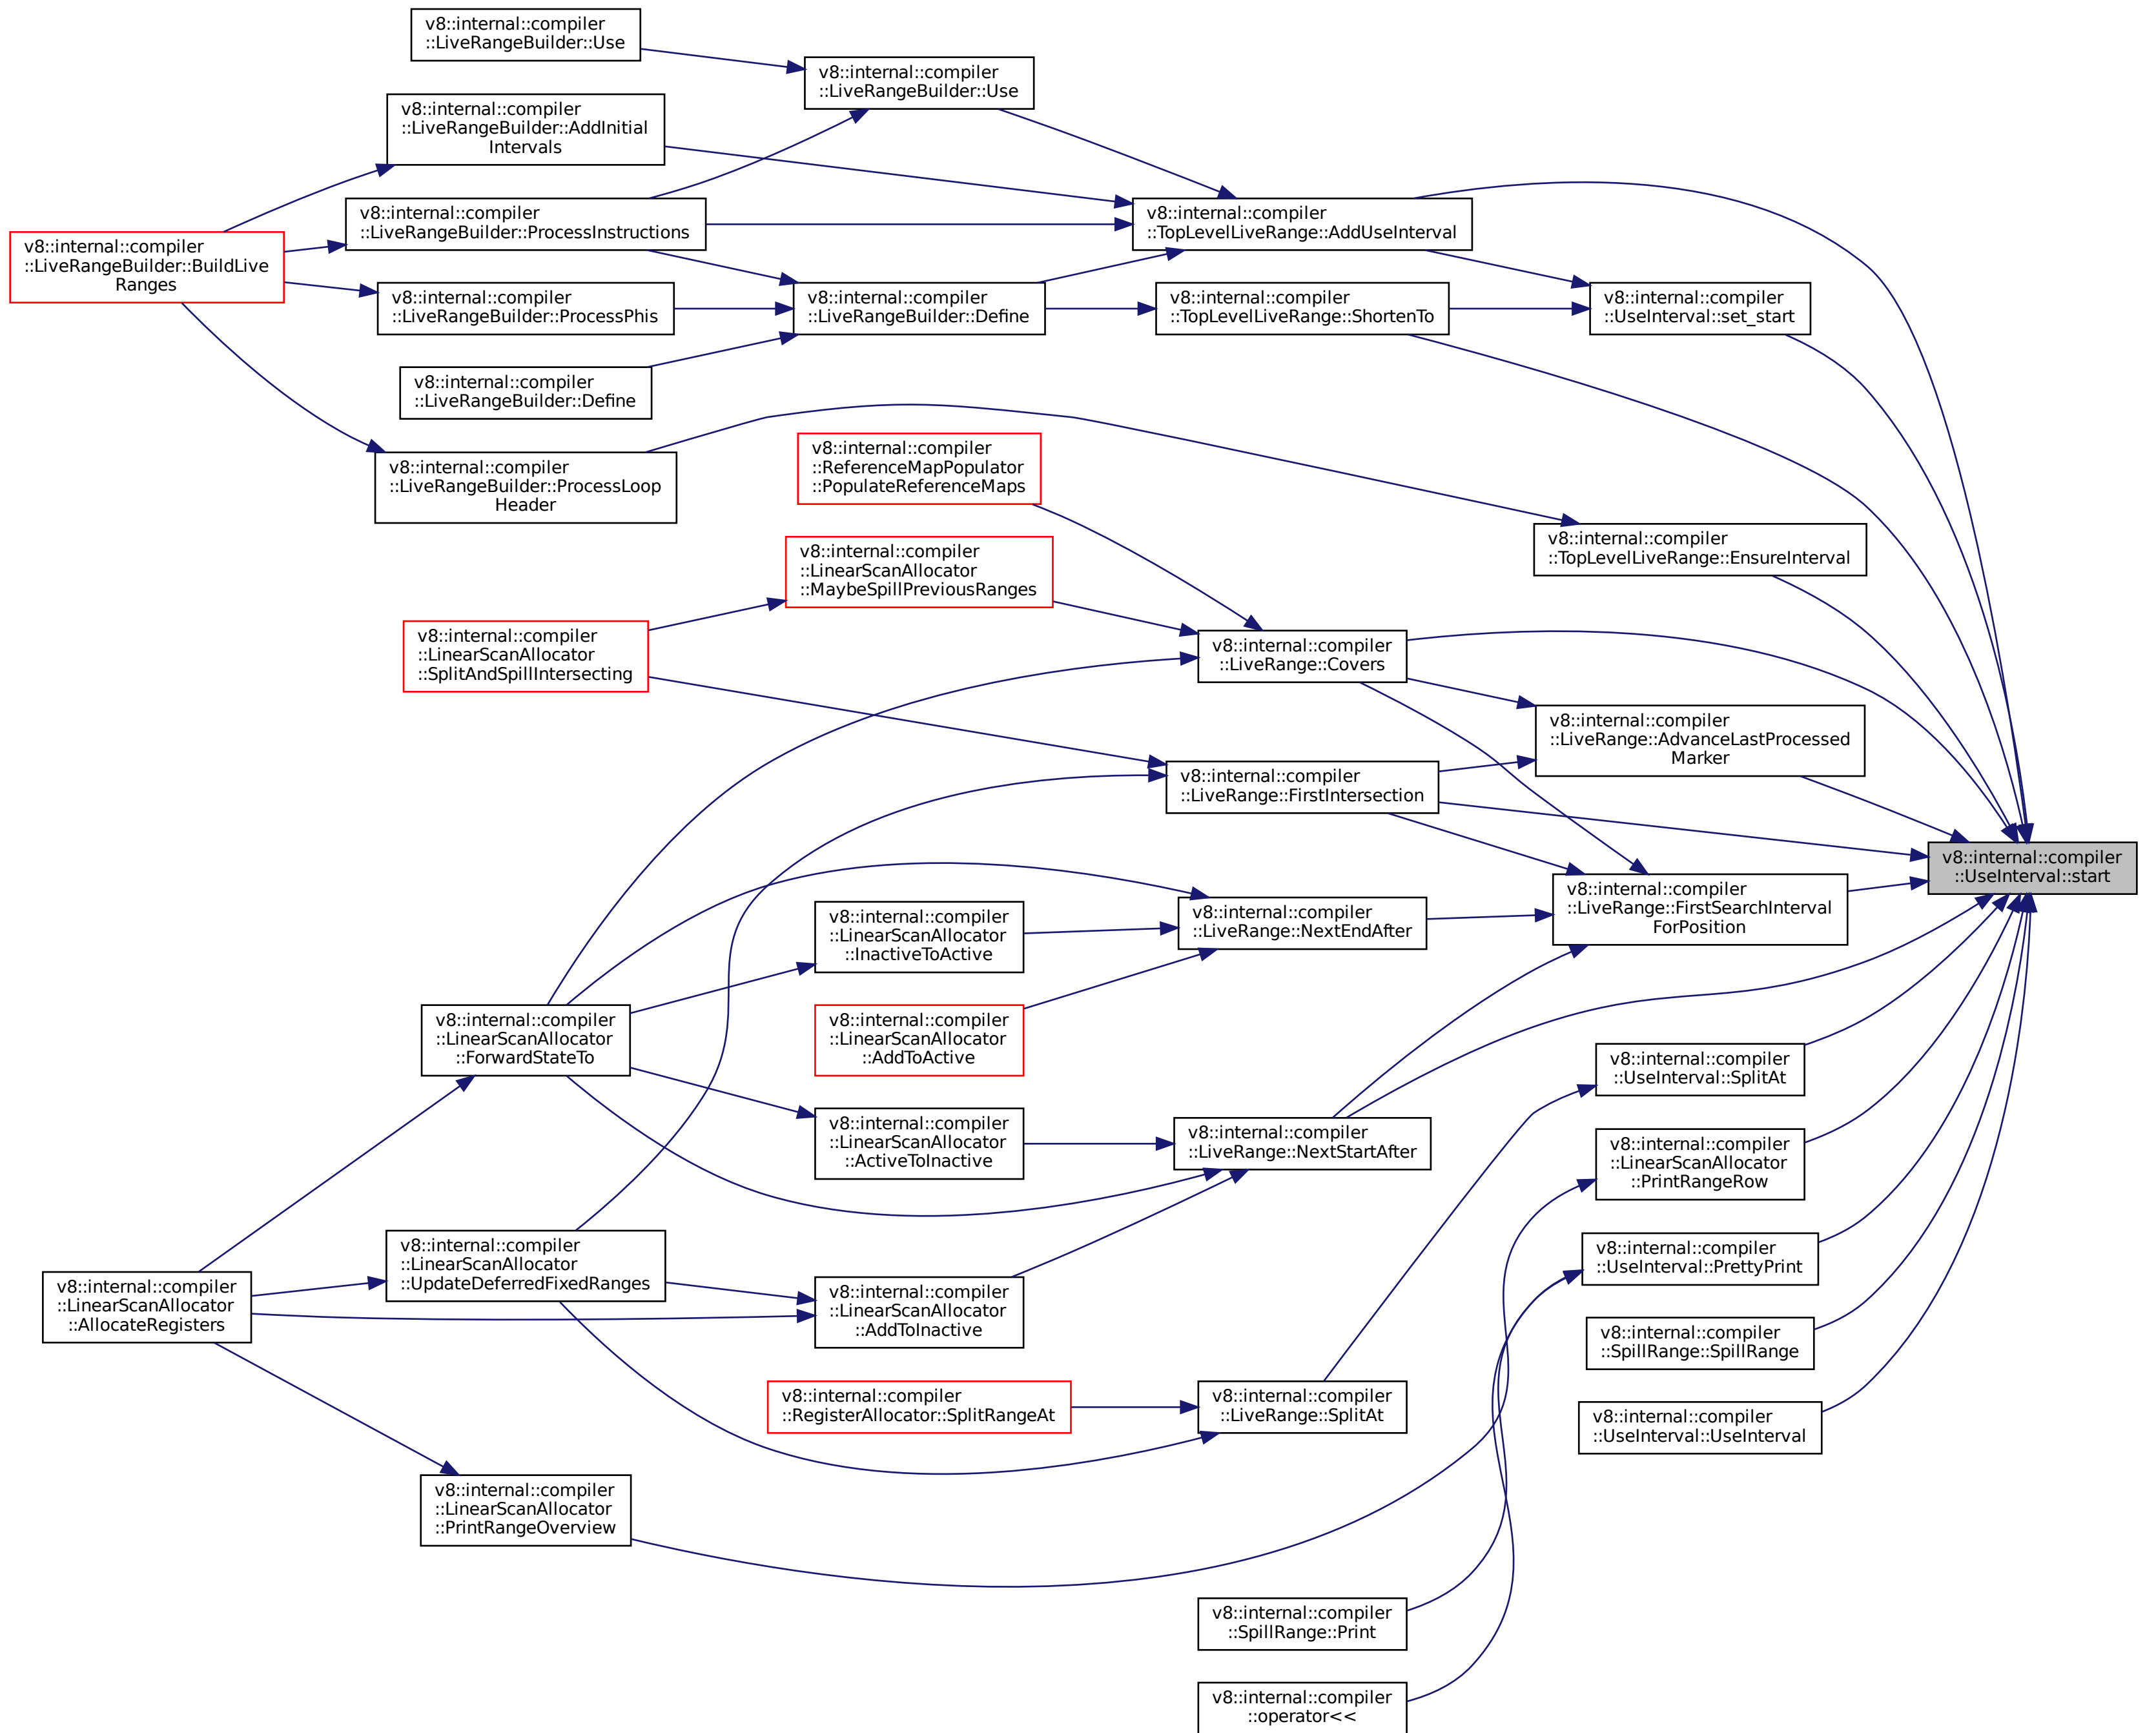 v8::internal::compiler
::LiveRangeBuilder::Use
v8::internal::compiler
::LiveRangeBuilder::Use
v8::internal::compiler
::LiveRangeBuilder::AddInitial
Intervals
v8::internal::compiler
::LiveRangeBuilder::ProcessInstructions
v8::internal::compiler
::TopLevelLiveRange::AddUseInterval
v8::internal::compiler
::LiveRangeBuilder::BuildLive
Ranges
v8::internal::compiler
::LiveRangeBuilder::ProcessPhis
v8::internal::compiler
::LiveRangeBuilder::Define
v8::internal::compiler
::TopLevelLiveRange::ShortenTo
v8::internal::compiler
::UseInterval::set_start
v8::internal::compiler
::LiveRangeBuilder::Define
v8::internal::compiler
::LiveRangeBuilder::ProcessLoop
Header
v8::internal::compiler
::ReferenceMapPopulator
::PopulateReferenceMaps
v8::internal::compiler
::TopLevelLiveRange::EnsureInterval
v8::internal::compiler
::LinearScanAllocator
::MaybeSpillPreviousRanges
v8::internal::compiler
::LinearScanAllocator
::SplitAndSpillIntersecting
v8::internal::compiler
::LiveRange::Covers
v8::internal::compiler
::LiveRange::AdvanceLastProcessed
Marker
v8::internal::compiler
::LiveRange::FirstIntersection
v8::internal::compiler
::UseInterval::start
v8::internal::compiler
::LiveRange::FirstSearchInterval
ForPosition
v8::internal::compiler
::LiveRange::NextEndAfter
v8::internal::compiler
::LinearScanAllocator
::InactiveToActive
v8::internal::compiler
::LinearScanAllocator
::AddToActive
v8::internal::compiler
::LinearScanAllocator
::ForwardStateTo
v8::internal::compiler
::UseInterval::SplitAt
v8::internal::compiler
::LinearScanAllocator
::ActiveToInactive
v8::internal::compiler
::LiveRange::NextStartAfter
v8::internal::compiler
::LinearScanAllocator
::PrintRangeRow
v8::internal::compiler
::LinearScanAllocator
::UpdateDeferredFixedRanges
v8::internal::compiler
::UseInterval::PrettyPrint
v8::internal::compiler
::LinearScanAllocator
::AllocateRegisters
v8::internal::compiler
::LinearScanAllocator
::AddToInactive
v8::internal::compiler
::SpillRange::SpillRange
v8::internal::compiler
::RegisterAllocator::SplitRangeAt
v8::internal::compiler
::LiveRange::SplitAt
v8::internal::compiler
::UseInterval::UseInterval
v8::internal::compiler
::LinearScanAllocator
::PrintRangeOverview
v8::internal::compiler
::SpillRange::Print
v8::internal::compiler
::operator<<